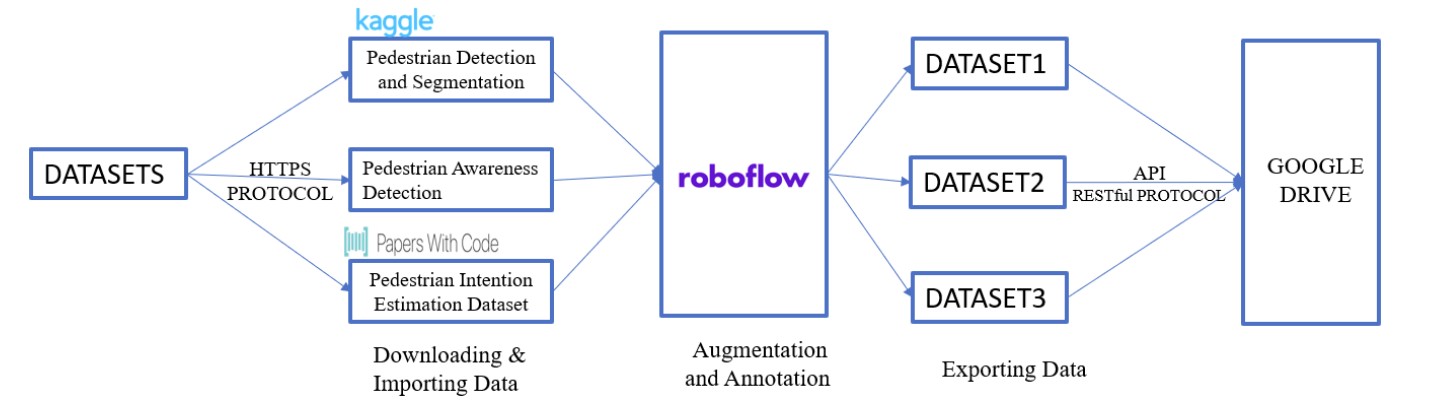 kaggle
Pedestrian Detection
and Segmentation
DATASETS
HTTPS
PROTOCOL
Pedestrian Awareness
Detection
Papers With Code
Pedestrian Intention
Estimation Dataset
Downloading &
Importing Data
roboflow
Augmentation
and Annotation
DATASET1
DATASET2
DATASET3
Exporting Data
API
RESTful PROTOCOL
GOOGLE
DRIVE